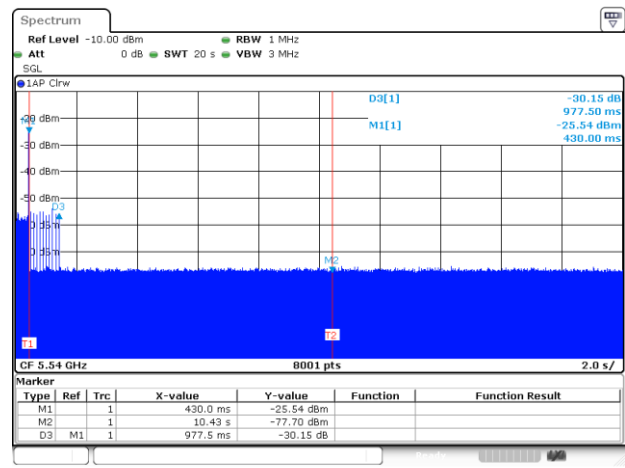 Spectrum
Ref Level -10.00 dBm RBW 1 MHz
Att 0 dB SWT 20 s VBW 3 MHz
SGL
1AP Clrw
D3[1] -30.15 dB
977.50 ms
M1[1] -25.54 dBm
430.00 ms
-20 dBm
M1
-30 dBm
-40 dBm
-50 dBm
D3
M2
T1
T2
CF 5.54 GHz 8001 pts 2.0 s/
Marker
Type Ref Trc X-value Y-value Function Function Result
M1 1 430.0 ms -25.54 dBm
M2 1 10.43 s -77.70 dBm
D3 M1 1 977.5 ms -30.15 dB
Ready